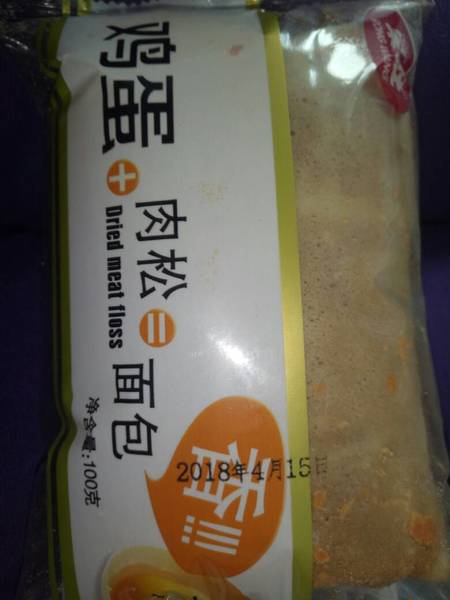 鸡蛋
+
肉松
Dried meat floss
=
面包
净含量:100克
香!!!
2018年4月15日